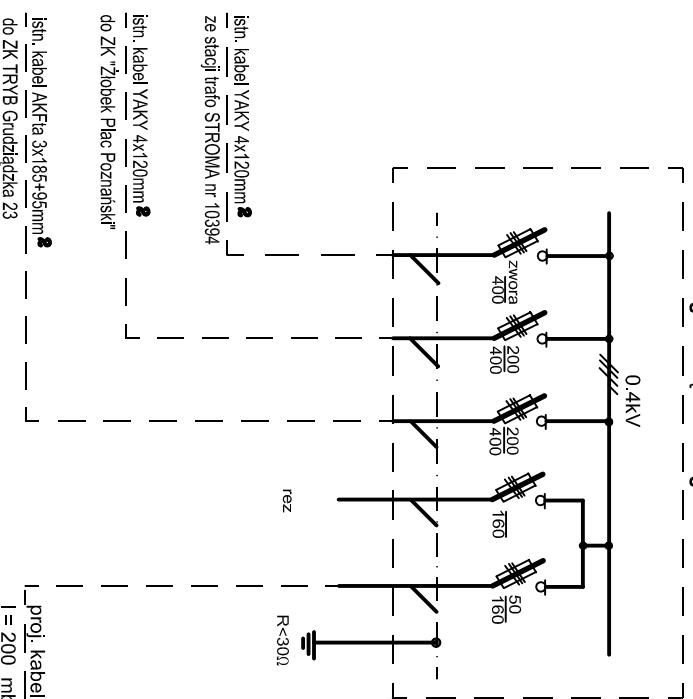 0.4kV
zwora
400
200
400
200
400
160
50
160
istn. kabel YAKY 4x120mm²
ze stacji trafo STROMA nr 10394
istn. kabel YAKY 4x120mm²
do ZK "Żłobek Plac Poznański"
istn. kabel AKFta 3x185+95mm²
do ZK TRYB Grudziądzka 23
rez
R<30Ω
proj. kabel
l= 200